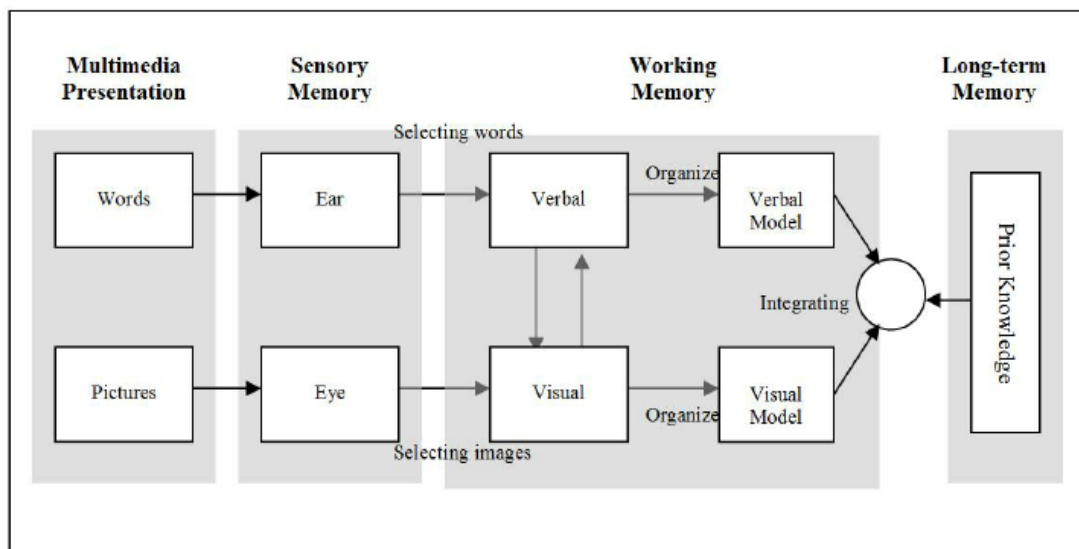 Multimedia
Presentation
Sensory
Memory
Working
Memory
Long-term
Memory
Selecting words
Words
Ear
Verbal
Organize
Verbal
Model
Integrating
Prior Knowledge
Pictures
Eye
Visual
Organize
Visual
Model
Selecting images